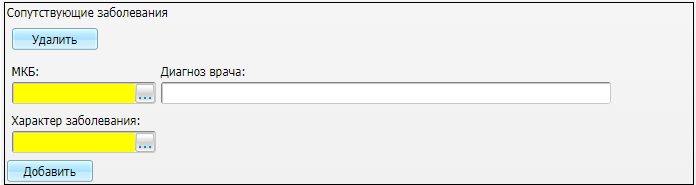 Сопутствующие заболевания
Удалить
МКБ: Диагноз врача:
...
Характер заболевания:
...
Добавить